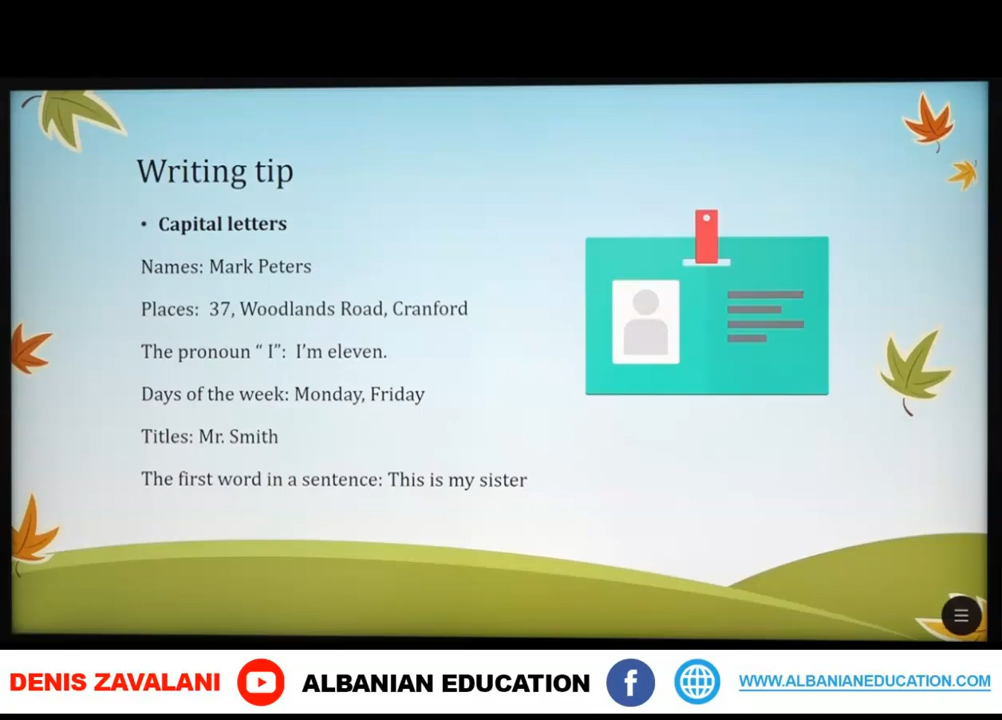 Writing tip
• Capital letters
Names: Mark Peters
Places:  37, Woodlands Road, Cranford
The pronoun “ I”:  I’m eleven.
Days of the week: Monday, Friday
Titles: Mr. Smith
The first word in a sentence: This is my sister
DENIS ZAVALANI ALBANIAN EDUCATION f WWW.ALBANIANEDUCATION.COM